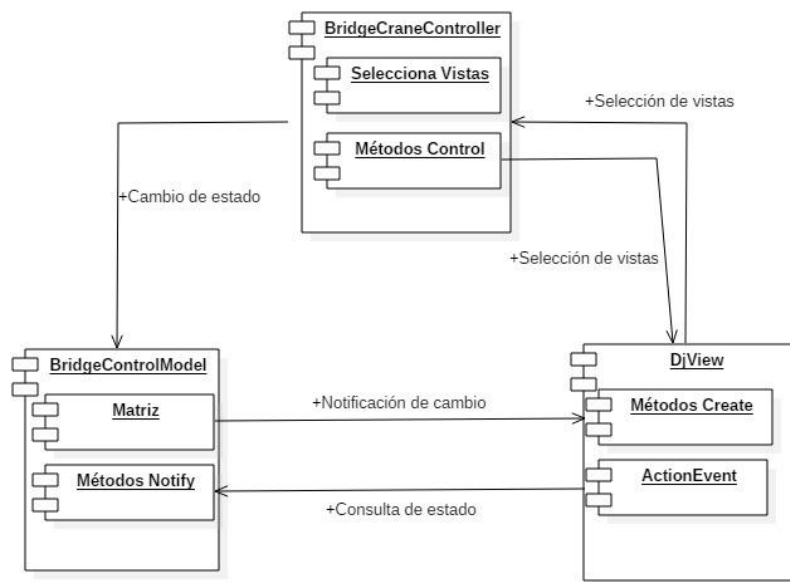 BridgeCraneController
Selecciona Vistas
+Selección de vistas
Métodos Control
+Cambio de estado
+Selección de vistas
BridgeControlModel
DjView
Matriz
+Notificación de cambio
Métodos Create
Métodos Notify
ActionEvent
+Consulta de estado